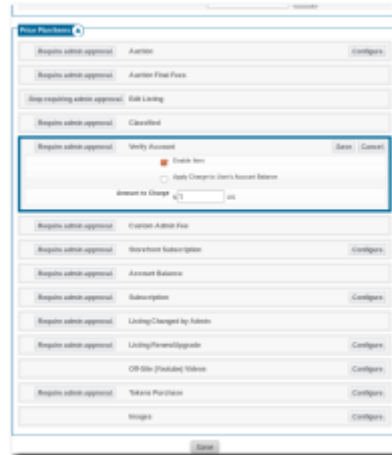 Price Plan Items
Require admin approval Auction Configure
Require admin approval Auction Final Fees
Stop requiring admin approval Edit Listing
Require admin approval Classified
Require admin approval Verify Account Save Cancel
Enable Item
Apply Charge to User's Account Balance
Amount to Charge $
Require admin approval Custom Admin Fee
Require admin approval Storefront Subscription Configure
Require admin approval Account Balance
Require admin approval Subscription Configure
Require admin approval Listing Changed by Admin
Require admin approval Listing Renew/Upgrade Configure
Off-Site (Youtube) Videos Configure
Require admin approval Tokens Purchase Configure
Images Configure
Save